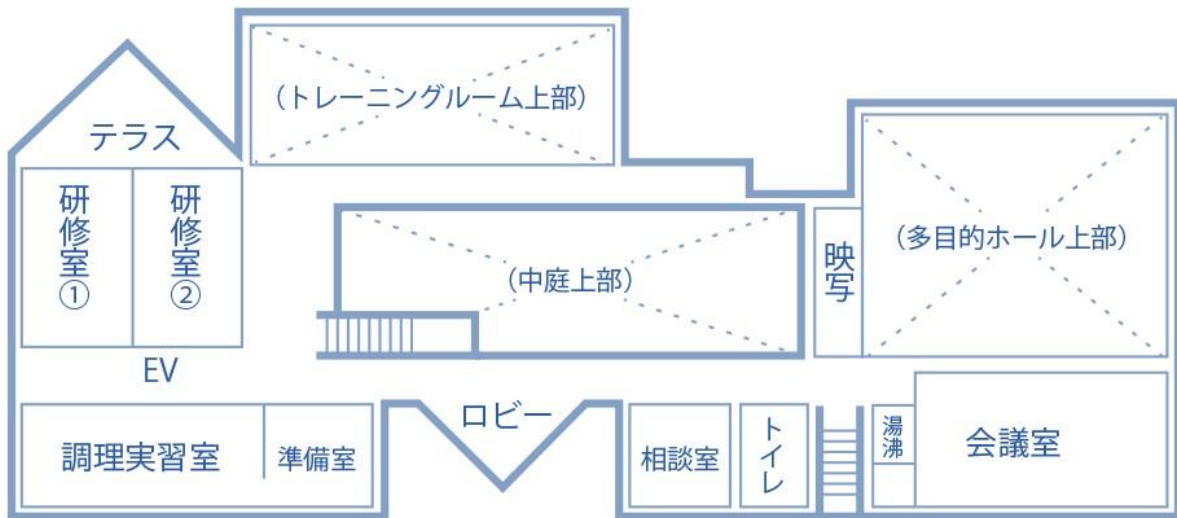 (トレーニングルーム上部)
テラス
研修室①
研修室②
(中庭上部)
映写
(多目的ホール上部)
EV
ロビー
調理実習室
準備室
相談室
トイレ
湯沸
会議室